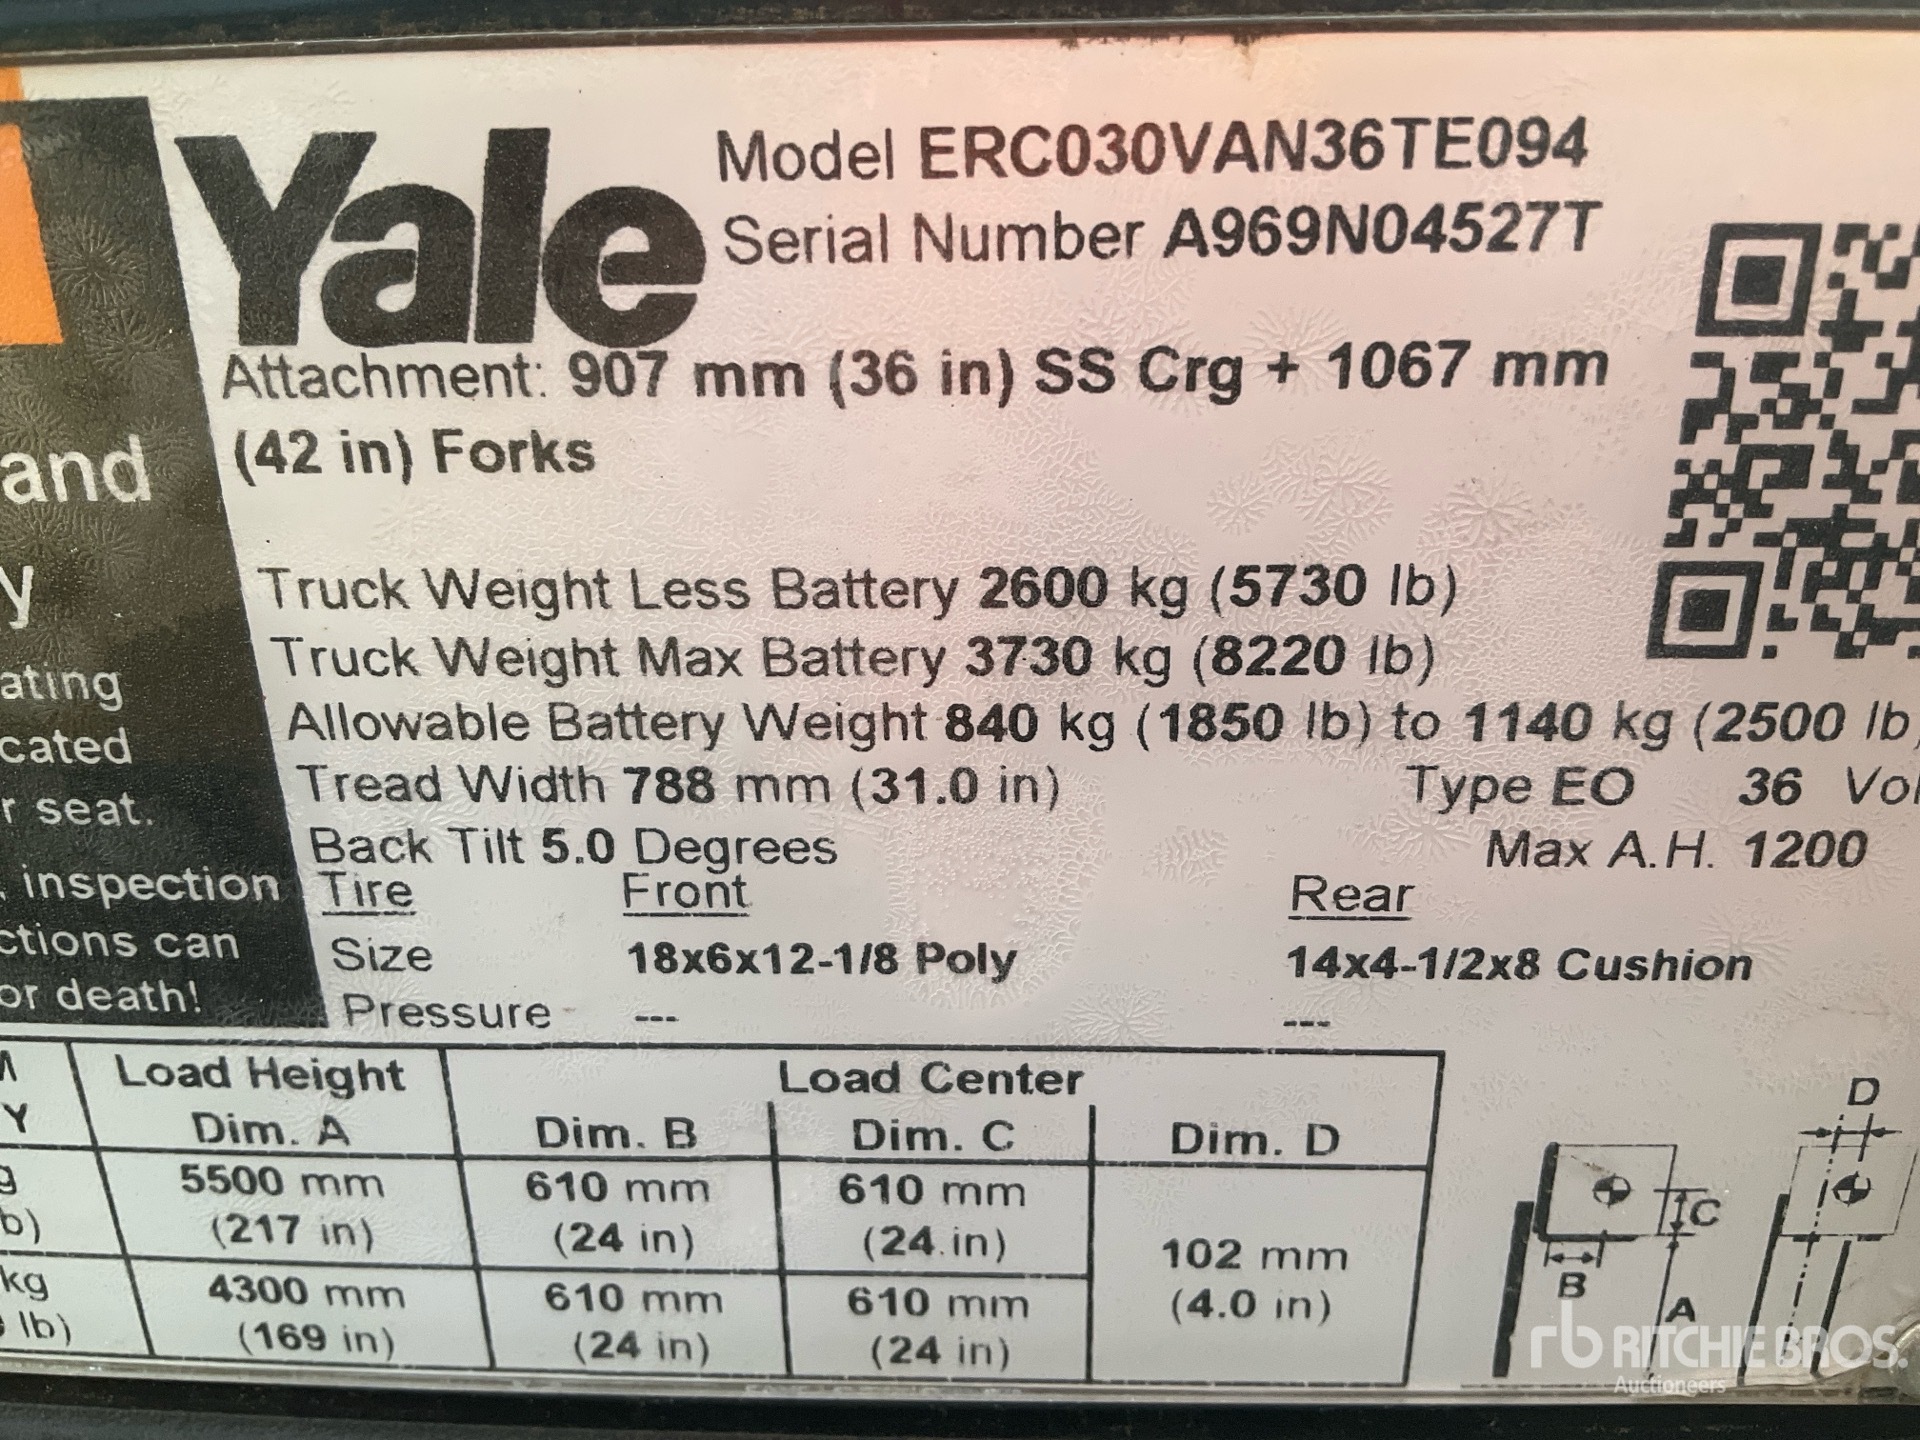 Yale
Model ERC030VAN36TE094
Serial Number A969N04527T
Attachment: 907 mm (36 in) SS Crg + 1067 mm
(42 in) Forks
and
y
Truck Weight Less Battery 2600 kg (5730 lb)
Truck Weight Max Battery 3730 kg (8220 lb)
ating
Allowable Battery Weight 840 kg (1850 lb) to 1140 kg (2500 lb
cated
Tread Width 788 mm (31.0 in) Type EO 36 Vol
r seat.
Back Tilt 5.0 Degrees Max A.H. 1200
inspection
Tire Front Rear
ctions can
Size 18x6x12-1/8 Poly 14x4-1/2x8 Cushion
or death!
Pressure --- ---
Load Height Load Center
Y Dim. A Dim. B Dim. C Dim. D
g 5500 mm 610 mm 610 mm
b) (217 in) (24 in) (24 in)
102 mm
(4.0 in)
kg 4300 mm 610 mm 610 mm
lb) (169 in) (24 in) (24 in)
D
C
B
A
rb RITCHIE BROS.
Auctioneers